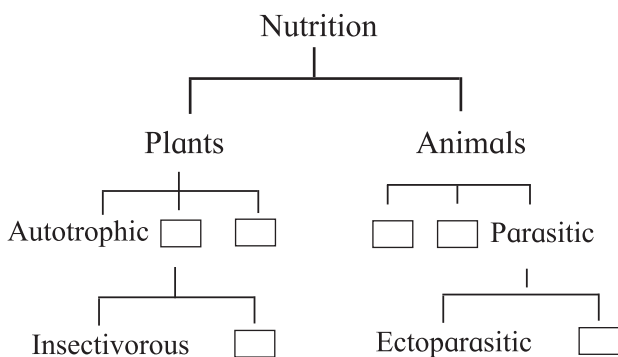 Nutrition
Plants Animals
Autotrophic Parasitic
Insectivorous Ectoparasitic